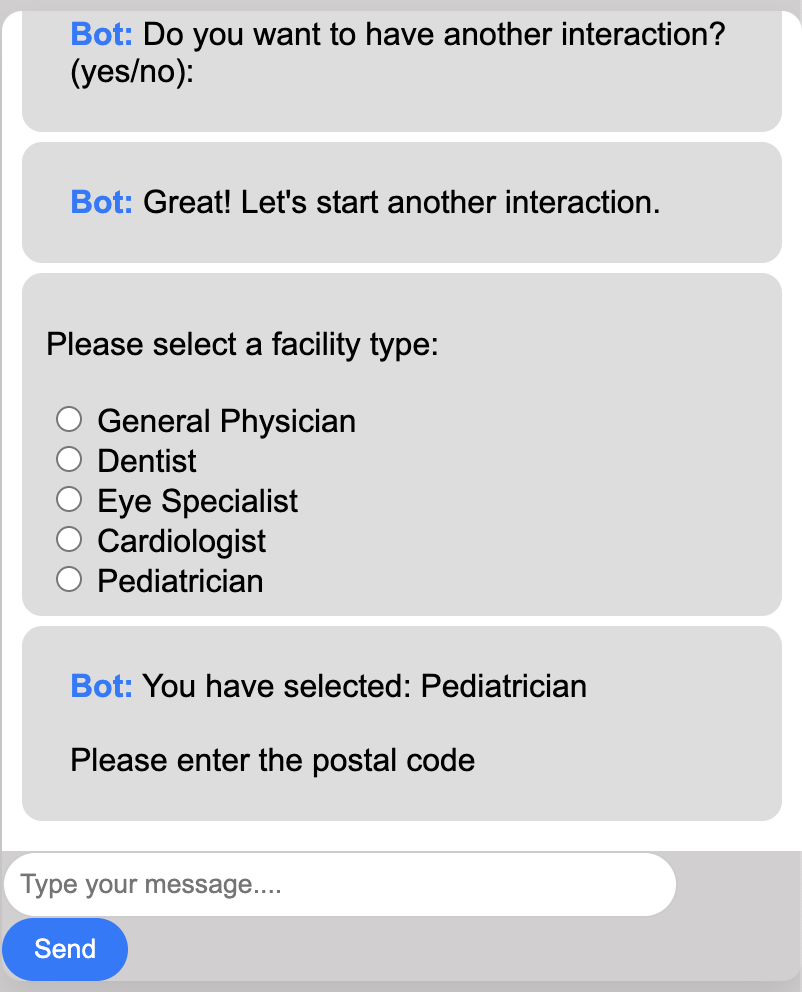 Bot: Do you want to have another interaction?
(yes/no):
Bot: Great! Let's start another interaction.
Please select a facility type:
General Physician
Dentist
Eye Specialist
Cardiologist
Pediatrician
Bot: You have selected: Pediatrician
Please enter the postal code
Type your message....
Send